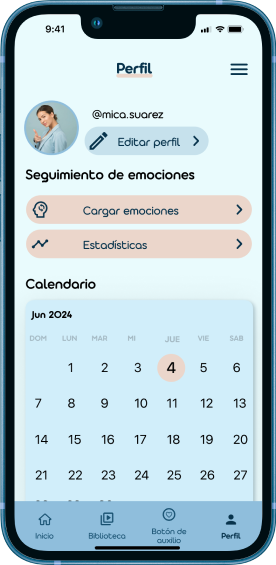 9:41
Perfil
@mica.suarez
Editar perfil
Seguimiento de emociones
Cargar emociones
Estadísticas
Calendario
Jun 2024
DOM LUN MAR MI JUE VIE SAB
1 2 3 4 5 6
7 8 9 10 11 12 13
14 15 16 17 18 19 20
21 22 23 24 25 26 27
Inicio
Biblioteca
Botón de
auxilio
Perfil